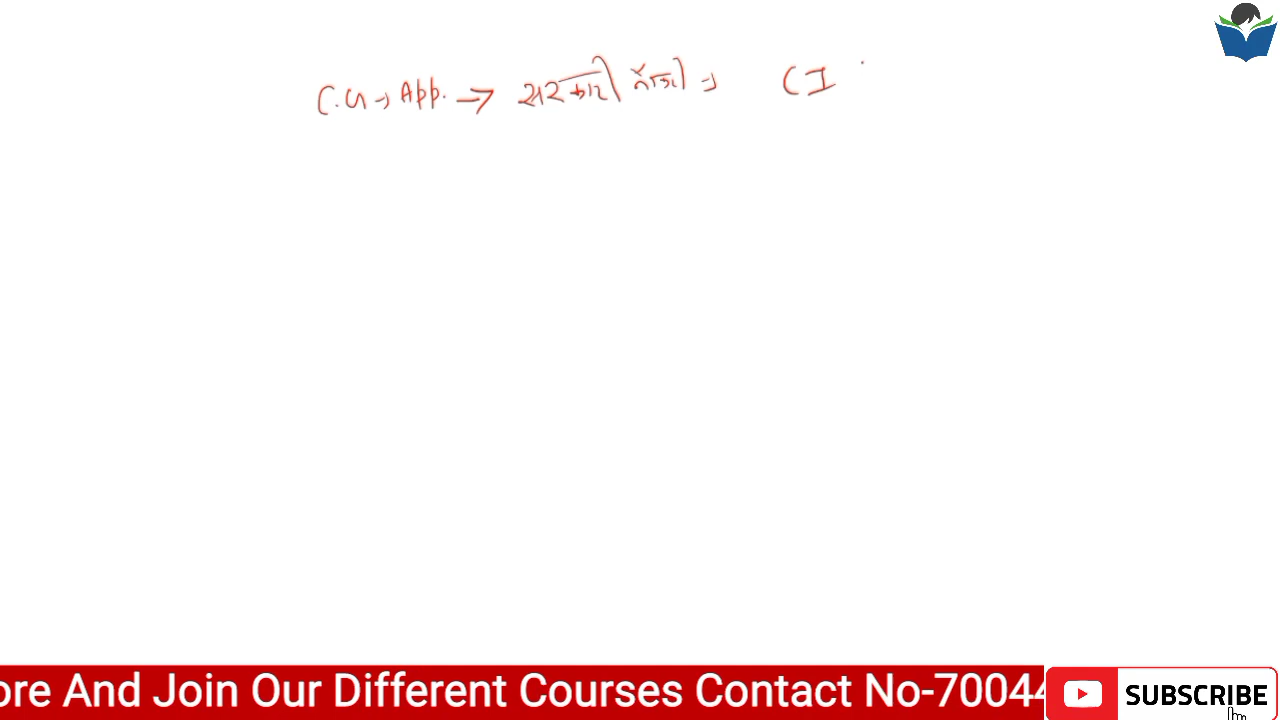 C.G → App. → सरकारी नौकरी → CI
ore And Join Our Different Courses Contact No-70044
SUBSCRIBE